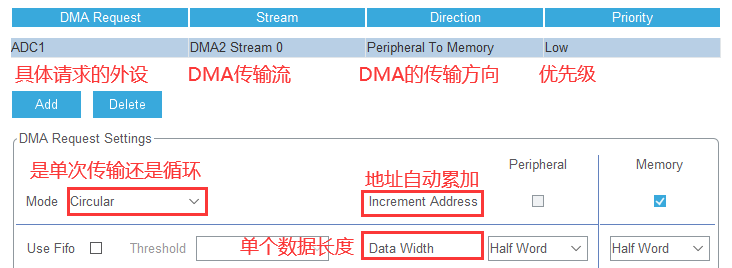 DMA Request Stream Direction Priority
ADC1 DMA2 Stream 0 Peripheral To Memory Low
具体请求的外设 DMA传输流 DMA的传输方向 优先级
Add Delete
DMA Request Settings
是单次传输还是循环
地址自动累加
Peripheral Memory
Mode Circular Increment Address
Use Fifo Threshold 单个数据长度 Data Width Half Word Half Word